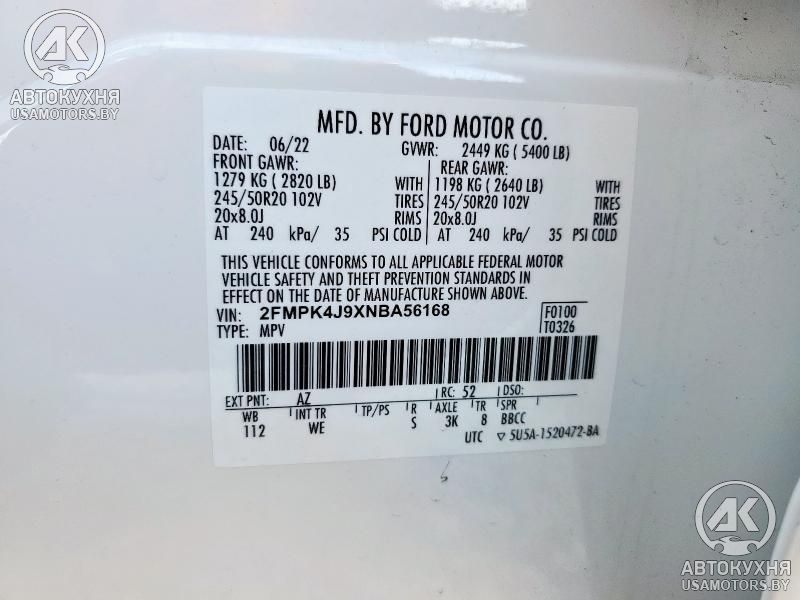 АК
АВТОКУХНЯ
USAMOTORS.BY
MFD. BY FORD MOTOR CO.
DATE: 06/22 GVWR: 2449 KG ( 5400 LB)
FRONT GAWR: REAR GAWR:
1279 KG ( 2820 LB) WITH 1198 KG ( 2640 LB) WITH
245/50R20 102V TIRES 245/50R20 102V TIRES
20x8.0J RIMS 20x8.0J RIMS
AT 240 kPa/ 35 PSI COLD AT 240 kPa/ 35 PSI COLD
THIS VEHICLE CONFORMS TO ALL APPLICABLE FEDERAL MOTOR
VEHICLE SAFETY AND THEFT PREVENTION STANDARDS IN
EFFECT ON THE DATE OF MANUFACTURE SHOWN ABOVE.
VIN: 2FMPK4J9XNBA56168 F0100
TYPE: MPV T0326
EXT PNT: AZ RC: 52 DSO:
WB INT TR TP/PS R AXLE TR SPR
112 WE S 3K 8 BBCC
UTC ▽ 5U5A-1520472-BA
АК
АВТОКУХНЯ
USAMOTORS.BY